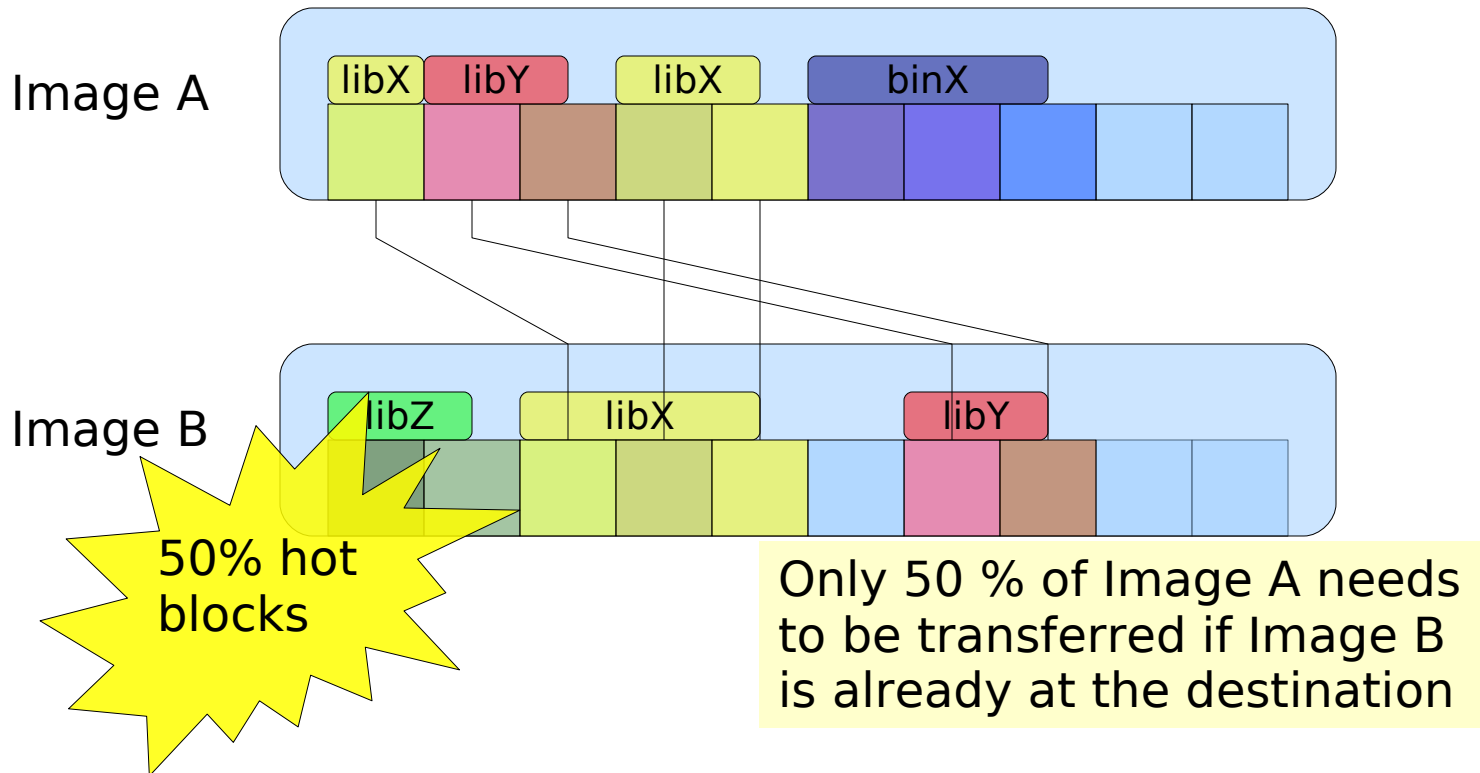 Image A
libX
libY
libX
binX
Image B
libZ
libX
libY
50% hot
blocks
Only 50 % of Image A needs
to be transferred if Image B
is already at the destination